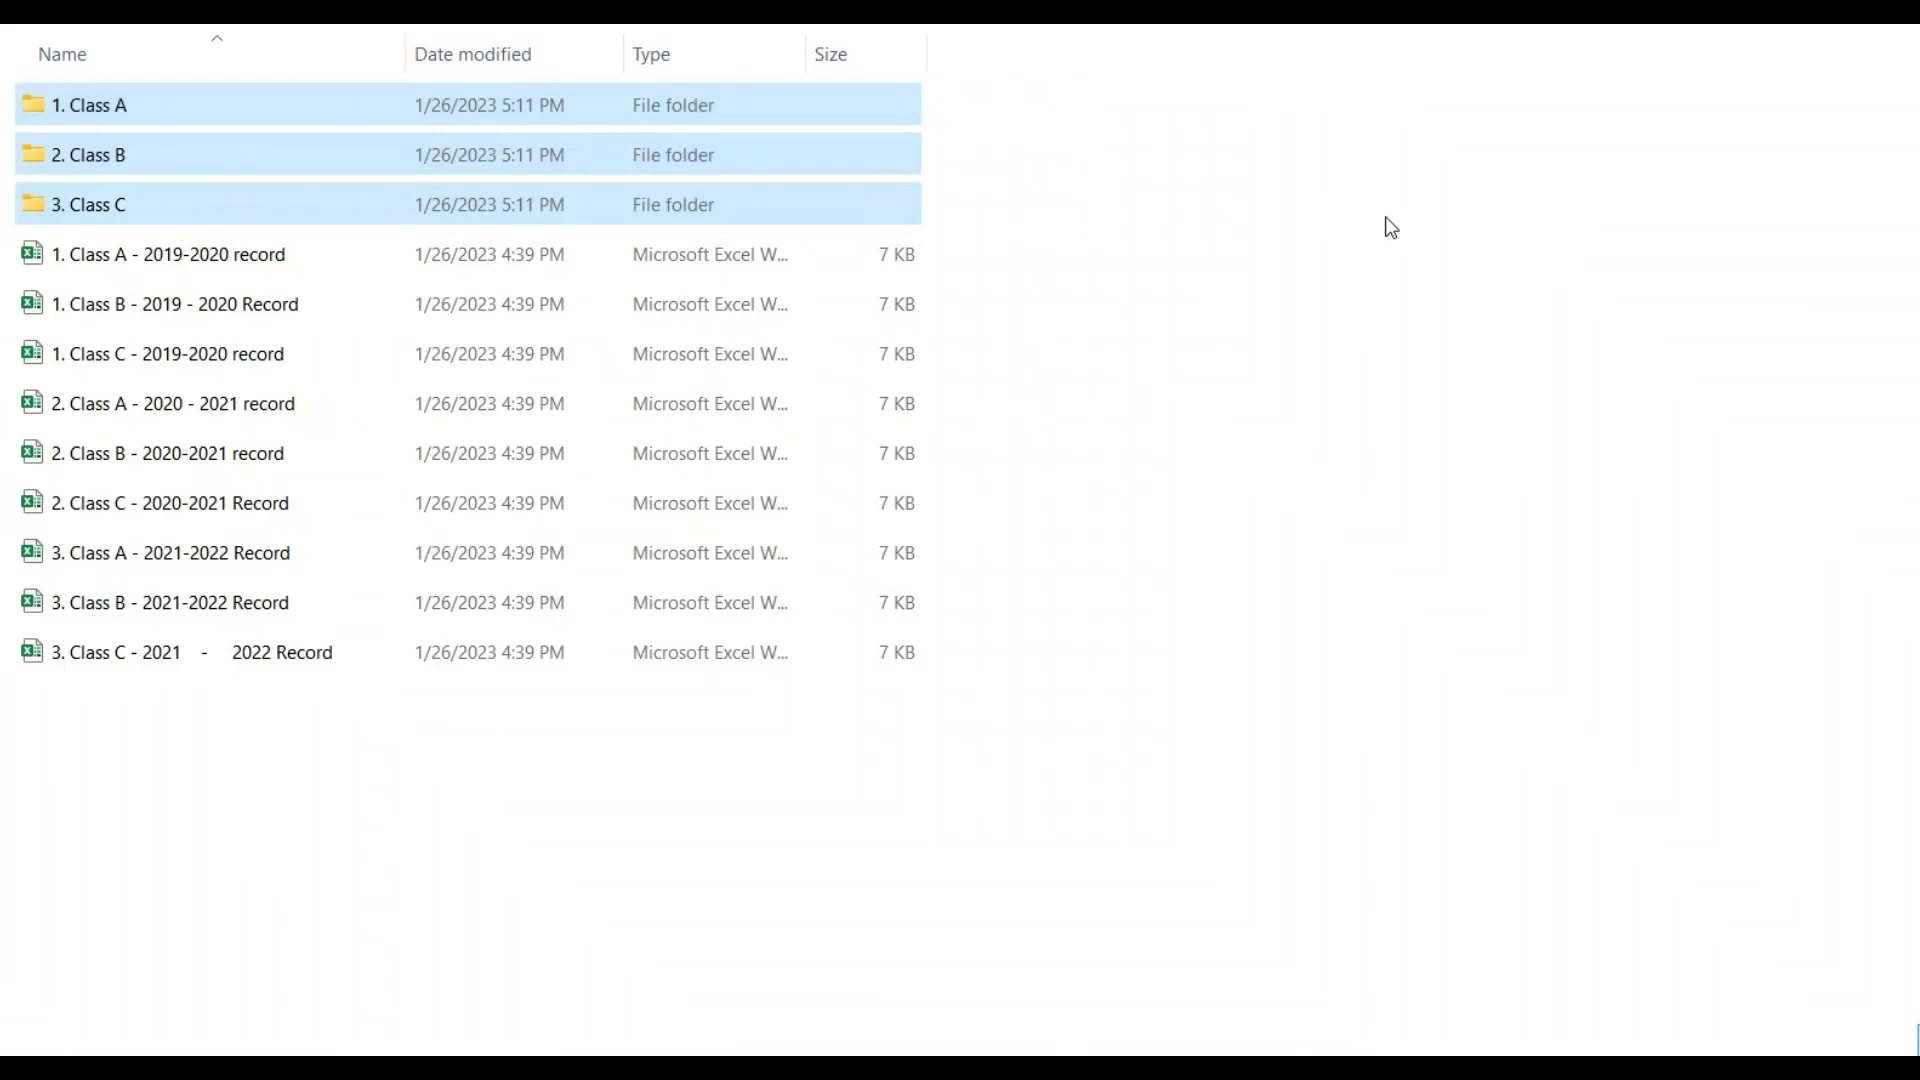 Name Date modified Type Size
1. Class A 1/26/2023 5:11 PM File folder
2. Class B 1/26/2023 5:11 PM File folder
3. Class C 1/26/2023 5:11 PM File folder
1. Class A - 2019-2020 record 1/26/2023 4:39 PM Microsoft Excel W... 7 KB
1. Class B - 2019 - 2020 Record 1/26/2023 4:39 PM Microsoft Excel W... 7 KB
1. Class C - 2019-2020 record 1/26/2023 4:39 PM Microsoft Excel W... 7 KB
2. Class A - 2020 - 2021 record 1/26/2023 4:39 PM Microsoft Excel W... 7 KB
2. Class B - 2020-2021 record 1/26/2023 4:39 PM Microsoft Excel W... 7 KB
2. Class C - 2020-2021 Record 1/26/2023 4:39 PM Microsoft Excel W... 7 KB
3. Class A - 2021-2022 Record 1/26/2023 4:39 PM Microsoft Excel W... 7 KB
3. Class B - 2021-2022 Record 1/26/2023 4:39 PM Microsoft Excel W... 7 KB
3. Class C - 2021 - 2022 Record 1/26/2023 4:39 PM Microsoft Excel W... 7 KB